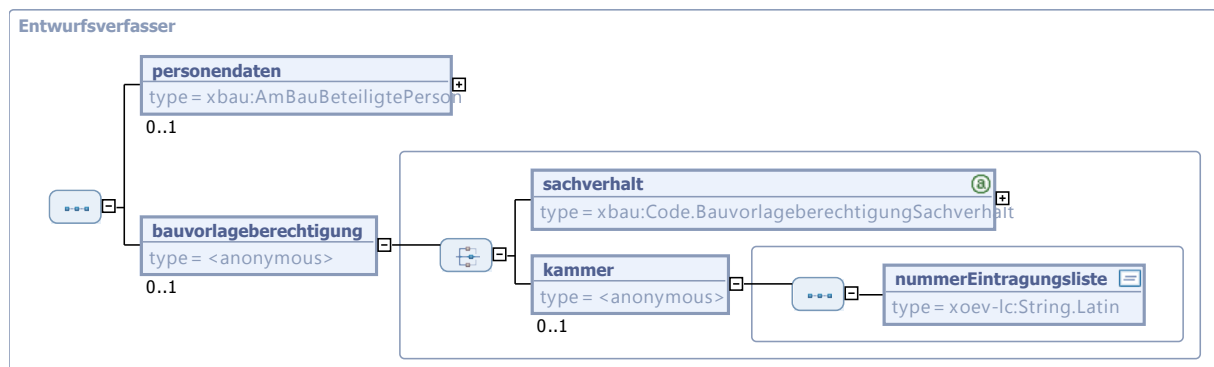 Entwurfsverfasser
personendaten
type = xbau:AmBauBeteiligtePerson
0..1
bauvorlageberechtigung
type = <anonymous>
0..1
sachverhalt
type = xbau:Code.BauvorlageberechtigungSachverhalt
kammer
type = <anonymous>
0..1
nummerEintragungsliste
type = xoev-lc:String.Latin